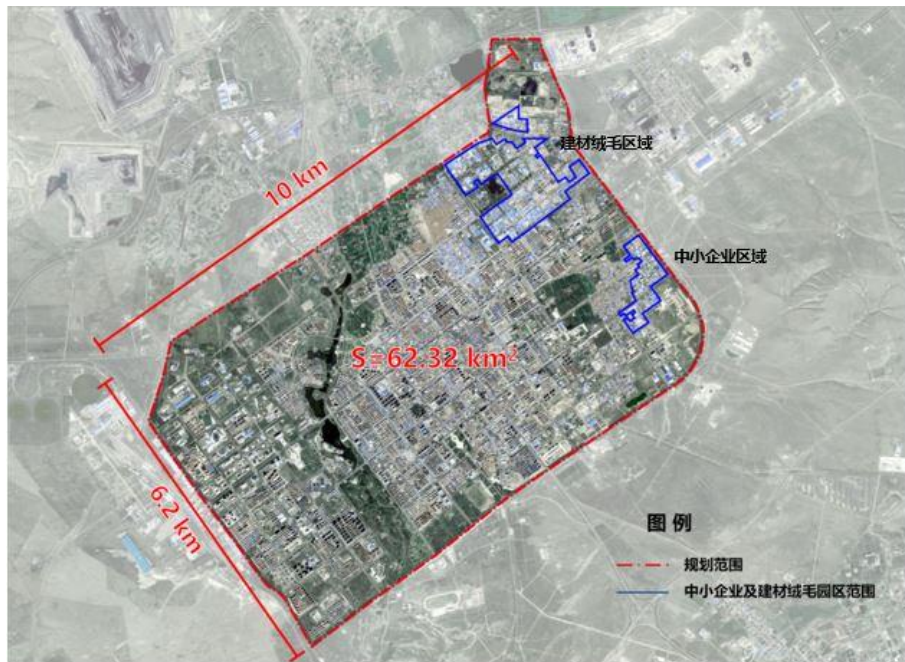 建材绒毛区域
10 km
中小企业区域
S=62.32 km²
6.2 km
图 例
规划范围
中小企业及建材绒毛园区范围